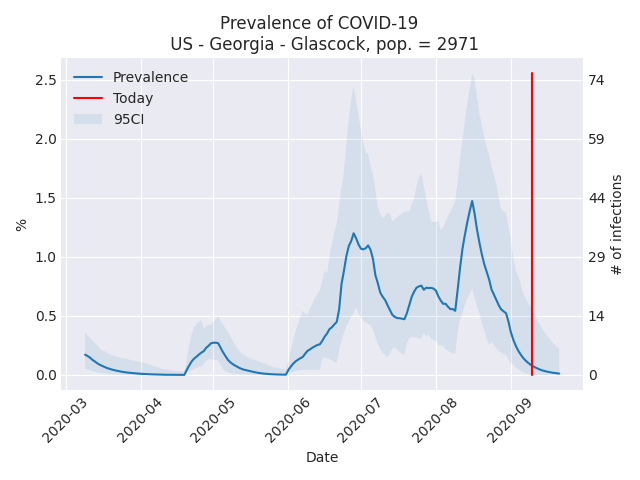 Prevalence of COVID-19
US - Georgia - Glascock, pop. = 2971
Prevalence
Today
95CI
%
2.5
2.0
1.5
1.0
0.5
0.0
74
59
44
29
14
0
# of infections
2020-03
2020-04
2020-05
2020-06
2020-07
2020-08
2020-09
Date